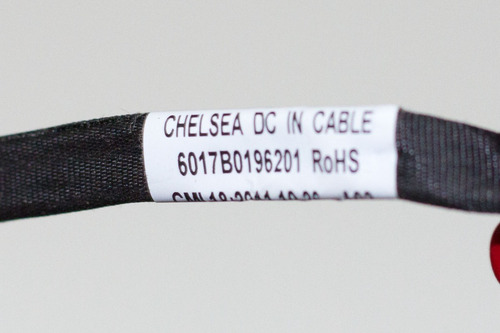 CHELSEA DC IN CABLE
6017B0196201 RoHS